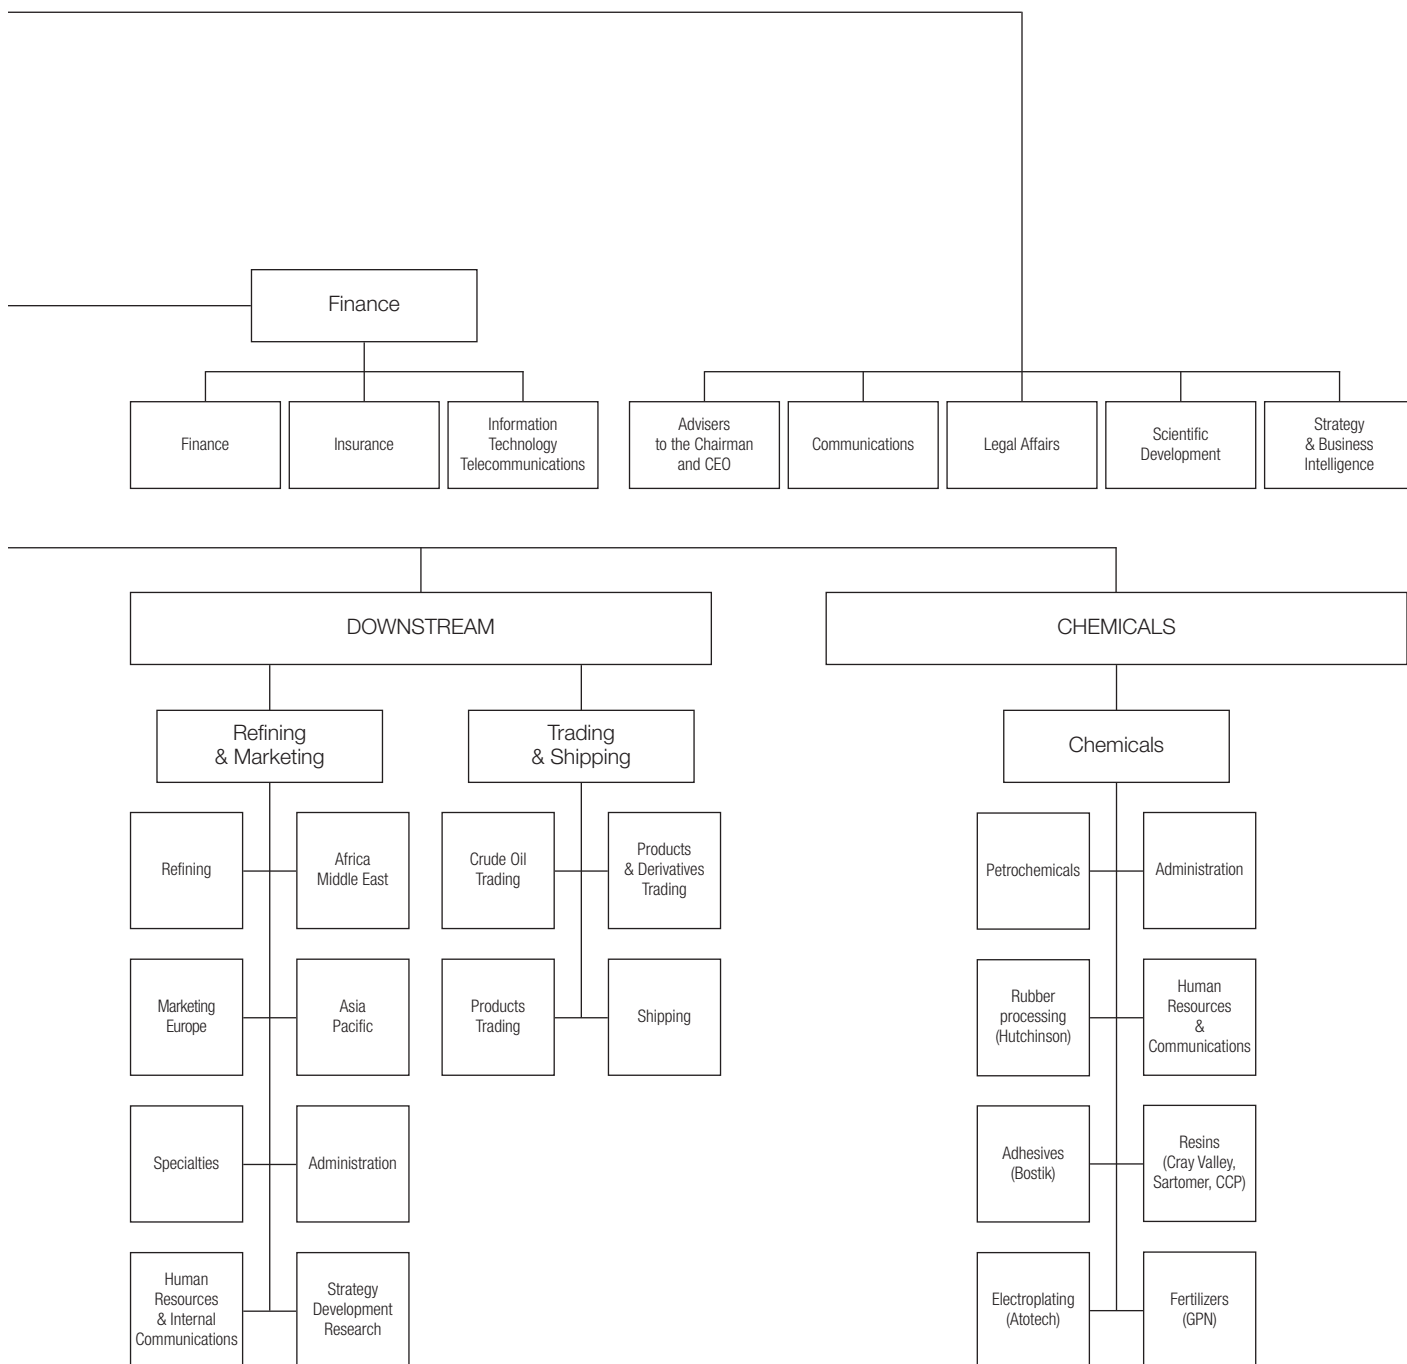 Finance
Finance
Insurance
Information
Technology
Telecommunications
Advisers
to the Chairman
and CEO
Communications
Legal Affairs
Scientific
Development
Strategy
& Business
Intelligence
DOWNSTREAM
CHEMICALS
Refining
& Marketing
Trading
& Shipping
Chemicals
Refining
Africa
Middle East
Crude Oil
Trading
Products
& Derivatives
Trading
Petrochemicals
Administration
Marketing
Europe
Asia
Pacific
Products
Trading
Shipping
Rubber
processing
(Hutchinson)
Human
Resources
&
Communications
Specialties
Administration
Adhesives
(Bostik)
Resins
(Cray Valley,
Sartomer, CCP)
Human
Resources
& Internal
Communications
Strategy
Development
Research
Electroplating
(Atotech)
Fertilizers
(GPN)